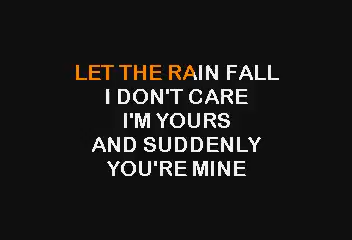 LET THE RAIN FALL
I DON'T CARE
I'M YOURS
AND SUDDENLY
YOU'RE MINE